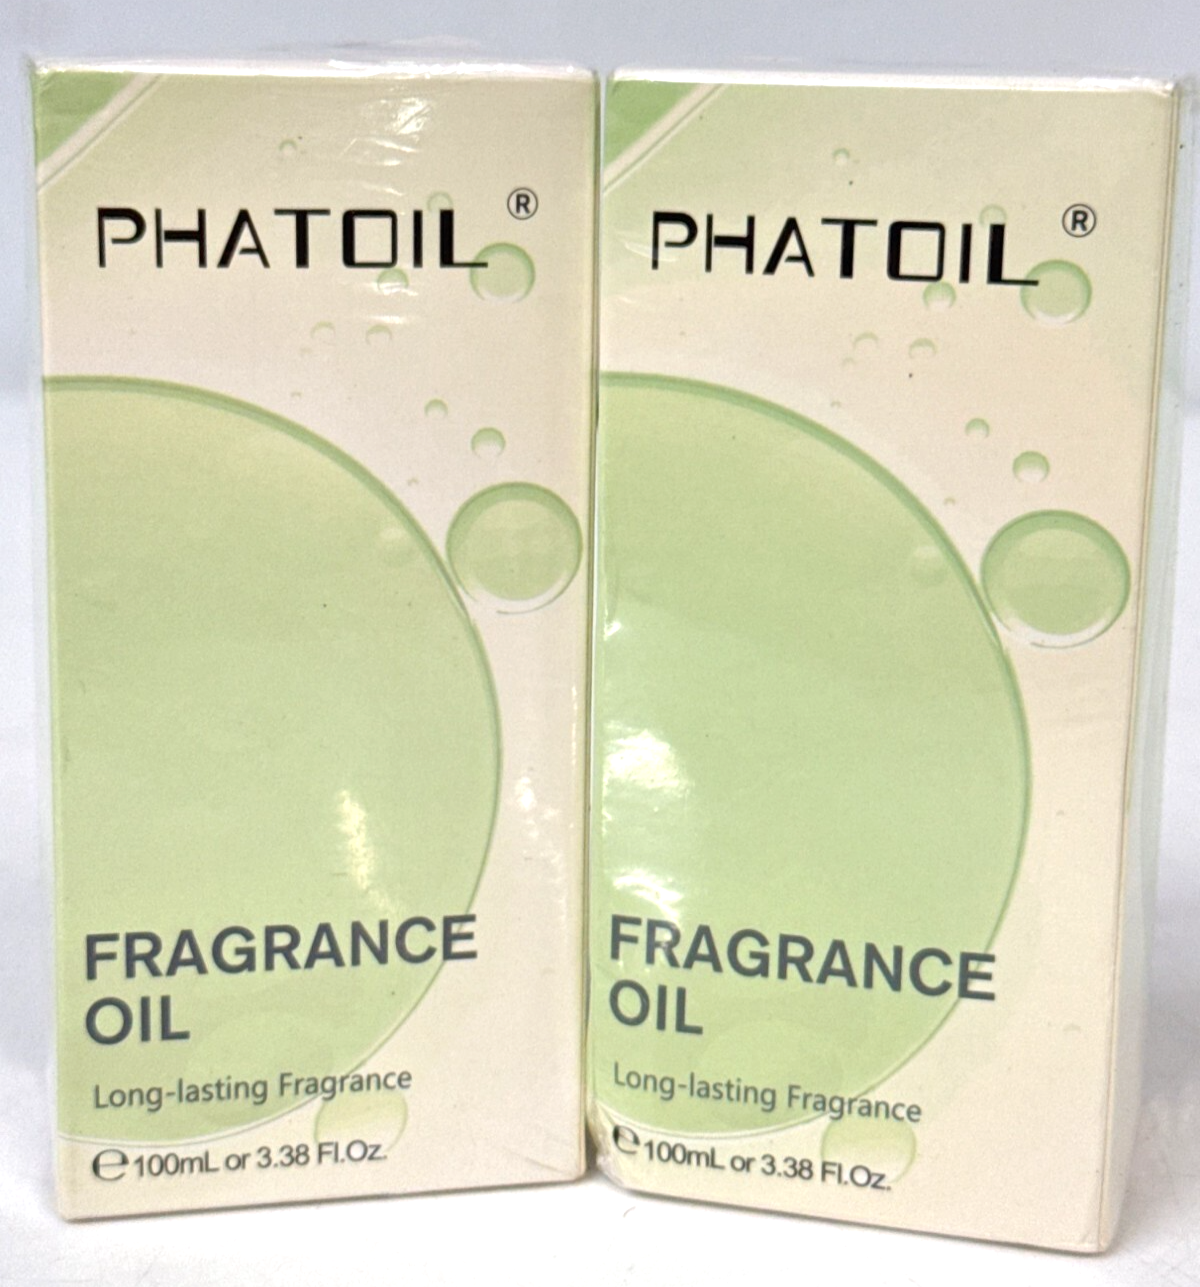 PHATOIL ®
FRAGRANCE
OIL
Long-lasting Fragrance
℮ 100mL or 3.38 Fl.Oz.
PHATOIL ®
FRAGRANCE
OIL
Long-lasting Fragrance
℮ 100mL or 3.38 Fl.Oz.